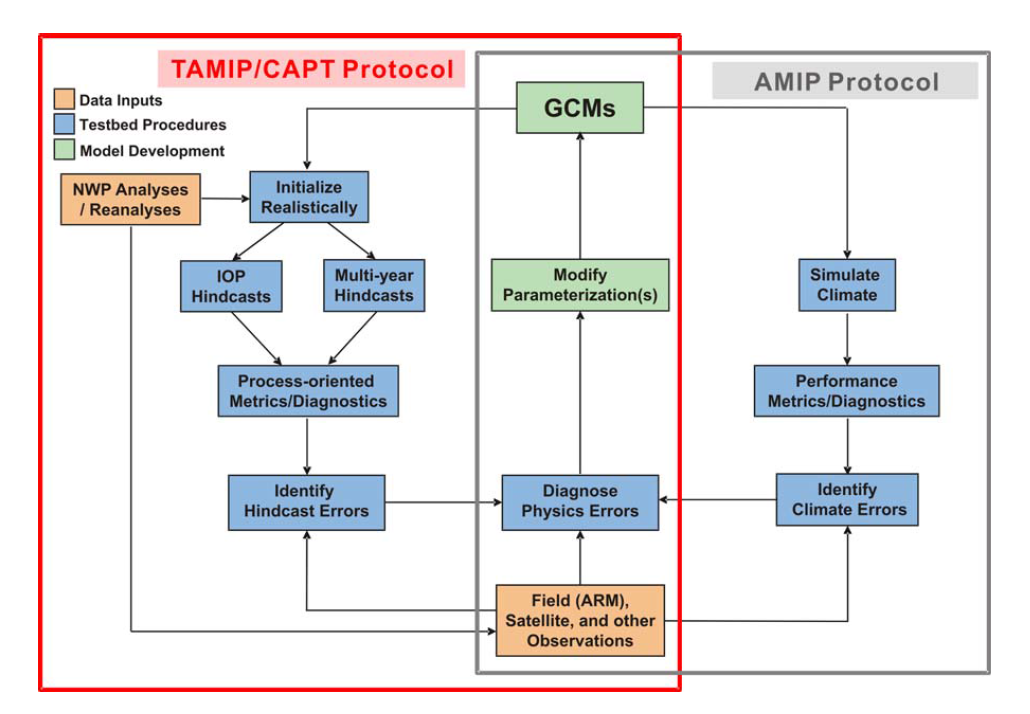 TAMIP/CAPT Protocol
AMIP Protocol
Data Inputs
Testbed Procedures
Model Development
GCMs
NWP Analyses
/ Reanalyses
Initialize
Realistically
IOP
Hindcasts
Multi-year
Hindcasts
Modify
Parameterization(s)
Simulate
Climate
Process-oriented
Metrics/Diagnostics
Performance
Metrics/Diagnostics
Identify
Hindcast Errors
Diagnose
Physics Errors
Identify
Climate Errors
Field (ARM),
Satellite, and other
Observations